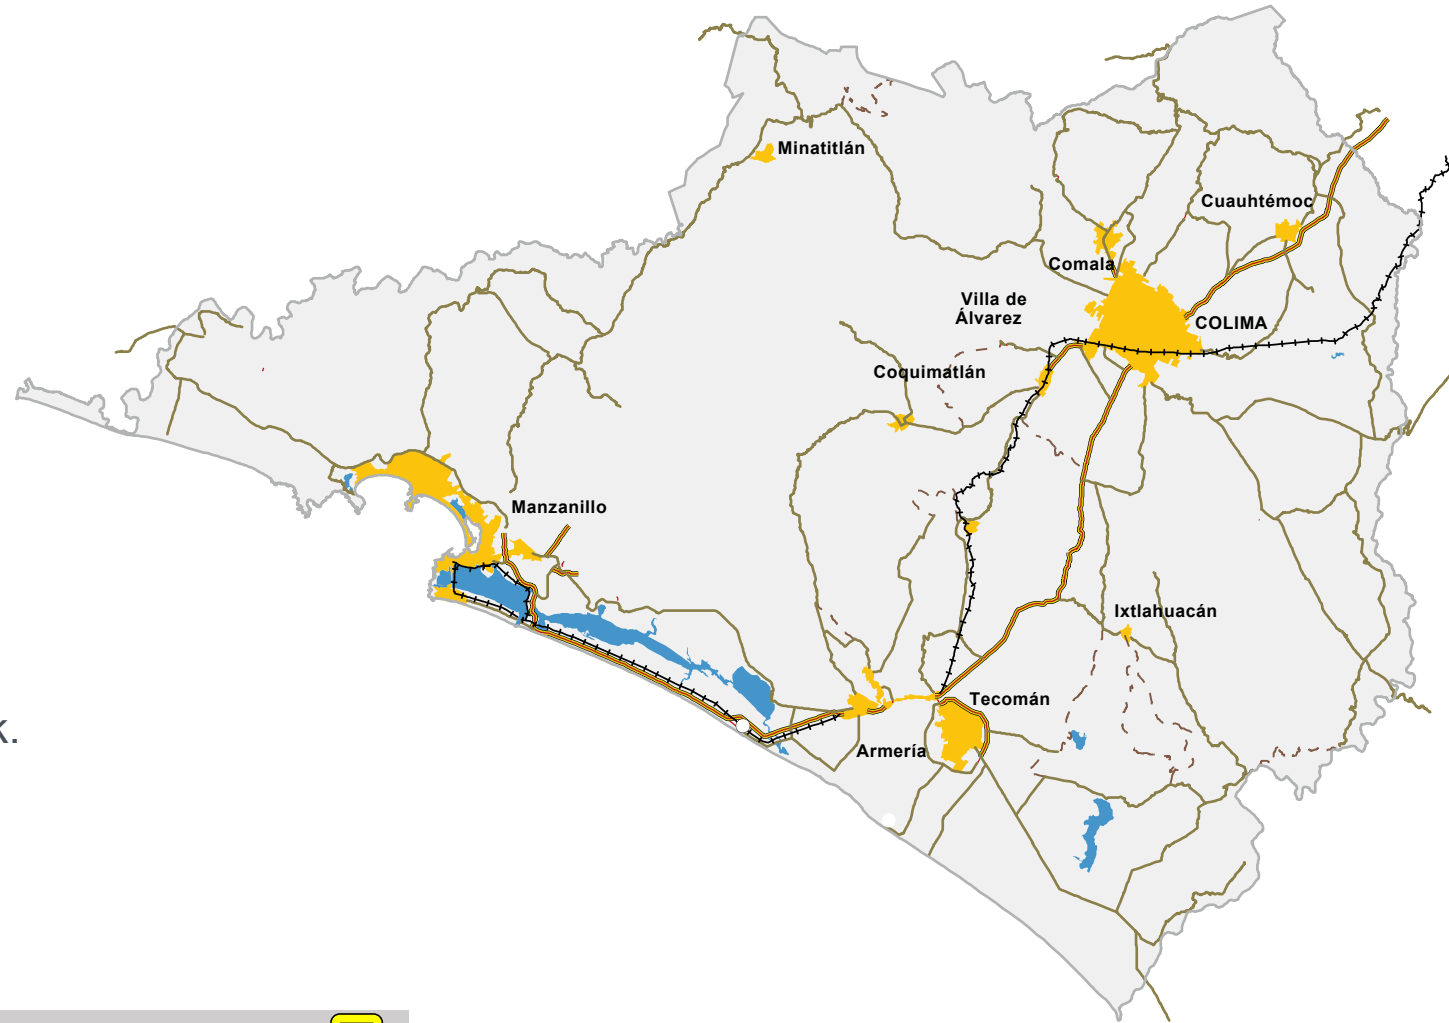 Minatitlán
Cuauhtémoc
Comala
Villa de
Álvarez
COLIMA
Coquimatlán
Manzanillo
Ixtlahuacán
Tecomán
Armería
k.